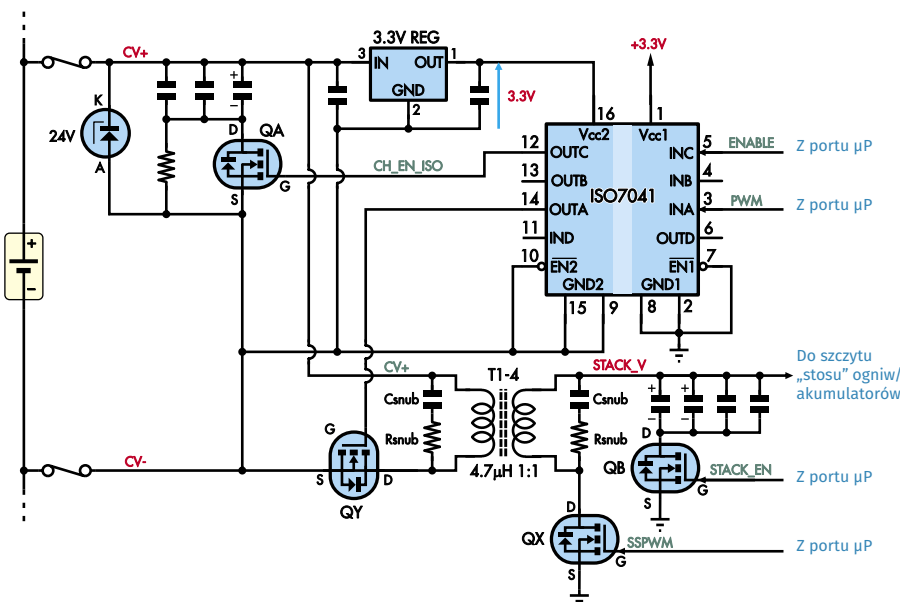 3.3V REG
CV+
3
IN
OUT
1
GND
2
3.3V
+3.3V
K
24V
A
+
−
D
QA
G
S
CH_EN_ISO
16
1
Vcc2
Vcc1
12
OUTC
INC
5
ENABLE
Z portu µP
13
OUTB
INB
4
ISO7041
14
OUTA
INA
3
PWM
Z portu µP
11
IND
OUTD
6
10
EN2
EN1
7
GND2
GND1
15
9
8
2
+
−
CV+
T1-4
STACK_V
Do szczytu
„stosu” ogniw/
akumulatorów
Csnub
Csnub
+
+
−
−
Rsnub
Rsnub
4.7µH 1:1
G
S
D
QY
CV-
D
QB
G
S
STACK_EN
Z portu µP
D
QX
G
S
SSPWM
Z portu µP